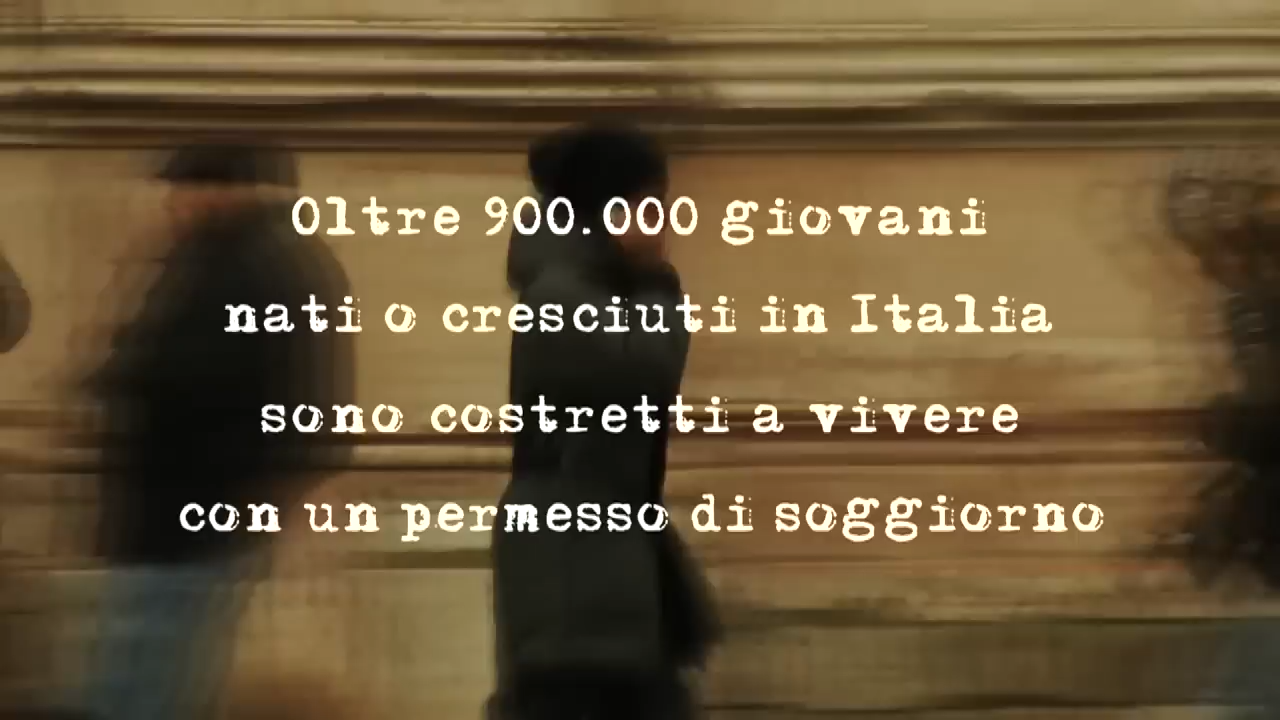 Oltre 900.000 giovani
nati o cresciuti in Italia
sono costretti a vivere
con un permesso di soggiorno